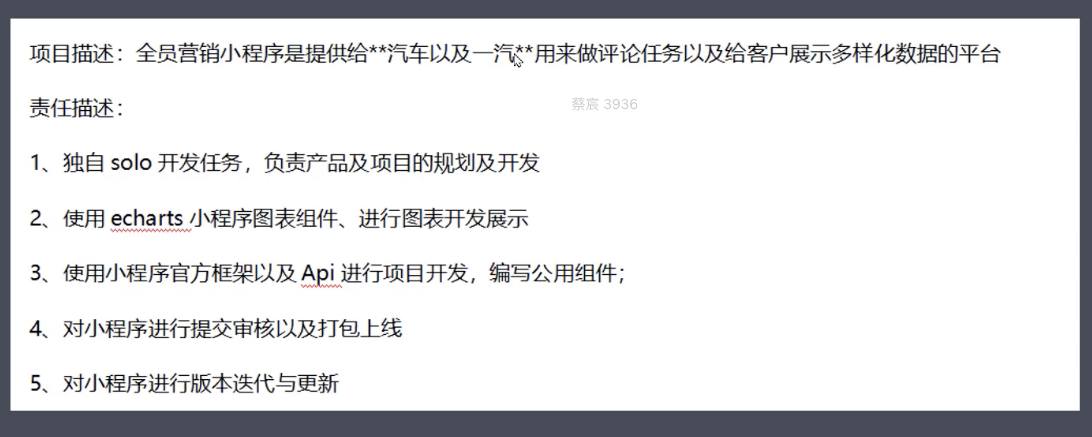 项目描述：全员营销小程序是提供给**汽车以及一汽**用来做评论任务以及给客户展示多样化数据的平台
责任描述：
蔡宸 3936
1、独自 solo 开发任务，负责产品及项目的规划及开发
2、使用 echarts 小程序图表组件、进行图表开发展示
3、使用小程序官方框架以及 Api 进行项目开发，编写公用组件；
4、对小程序进行提交审核以及打包上线
5、对小程序进行版本迭代与更新